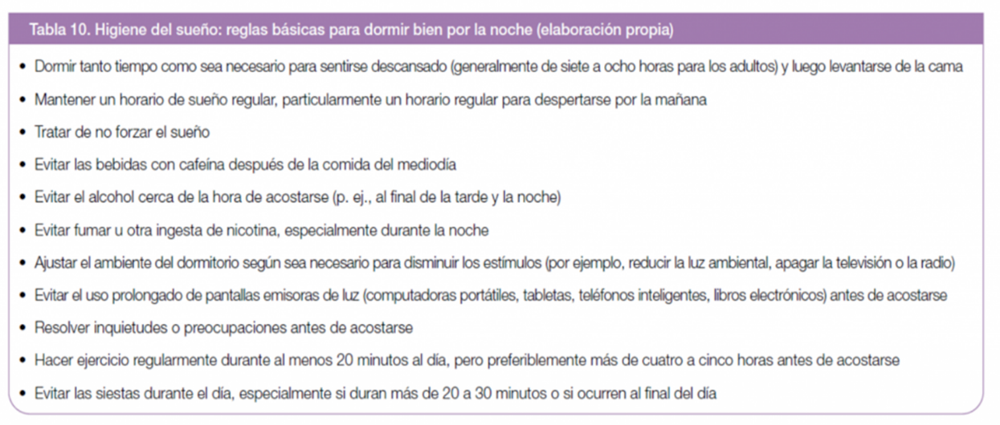 Tabla 10. Higiene del sueño: reglas básicas para dormir bien por la noche (elaboración propia)
• Dormir tanto tiempo como sea necesario para sentirse descansado (generalmente de siete a ocho horas para los adultos) y luego levantarse de la cama
• Mantener un horario de sueño regular, particularmente un horario regular para despertarse por la mañana
• Tratar de no forzar el sueño
• Evitar las bebidas con cafeína después de la comida del mediodía
• Evitar el alcohol cerca de la hora de acostarse (p. ej., al final de la tarde y la noche)
• Evitar fumar u otra ingesta de nicotina, especialmente durante la noche
• Ajustar el ambiente del dormitorio según sea necesario para disminuir los estímulos (por ejemplo, reducir la luz ambiental, apagar la televisión o la radio)
• Evitar el uso prolongado de pantallas emisoras de luz (computadoras portátiles, tabletas, teléfonos inteligentes, libros electrónicos) antes de acostarse
• Resolver inquietudes o preocupaciones antes de acostarse
• Hacer ejercicio regularmente durante al menos 20 minutos al día, pero preferiblemente más de cuatro a cinco horas antes de acostarse
• Evitar las siestas durante el día, especialmente si duran más de 20 a 30 minutos o si ocurren al final del día